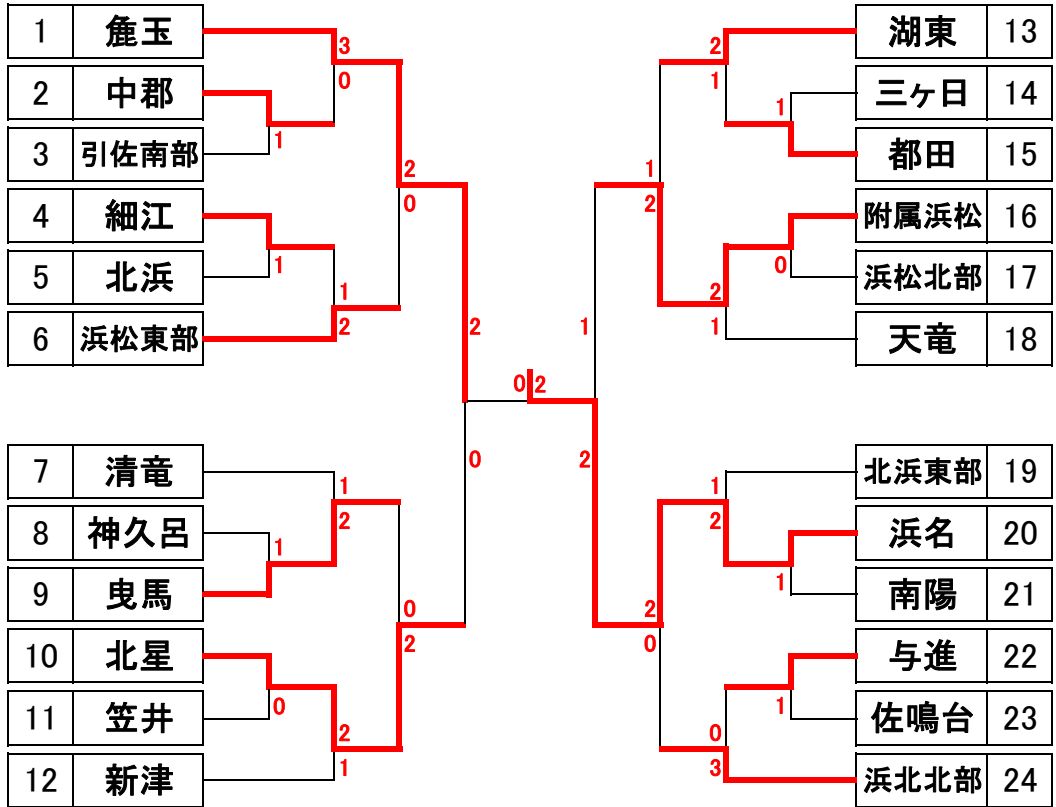 1 麁玉
3
0
2 中郡
1
3 引佐南部
2
0
4 細江
1
5 北浜
1
2
6 浜松東部
2
0
7 清竜
1
2
8 神久呂
1
9 曳馬
0
2
10 北星
0
11 笠井
2
1
12 新津
0 2
湖東 13
2
1
三ヶ日 14
1
都田 15
1
2
附属浜松 16
0
浜松北部 17
2
1
天竜 18
1
2
北浜東部 19
1
2
浜名 20
1
南陽 21
2
0
与進 22
1
佐鳴台 23
0
3
浜北北部 24